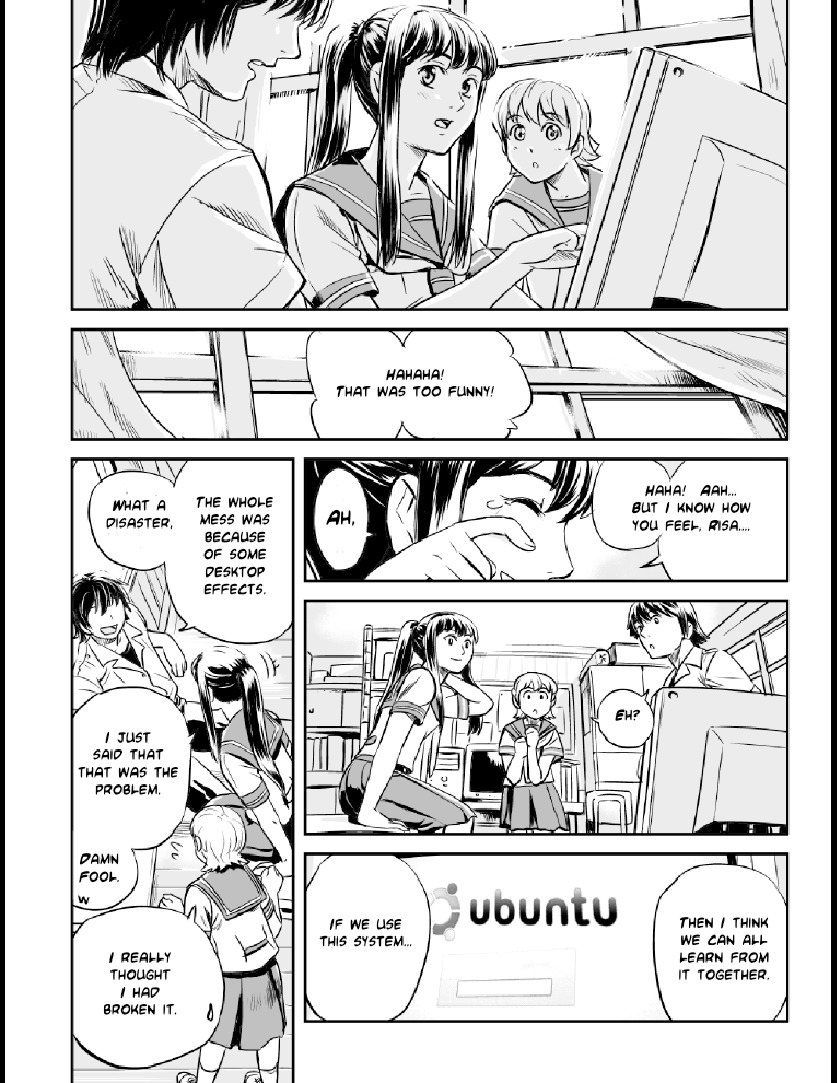 HAHAHA!
THAT WAS TOO FUNNY!
WHAT A
DISASTER,
THE WHOLE
MESS WAS
BECAUSE
OF SOME
DESKTOP
EFFECTS.
I JUST
SAID THAT
THAT WAS THE
PROBLEM.
DAMN
FOOL.
W
I REALLY
THOUGHT
I HAD
BROKEN IT.
AH,
HAHA! AAH...
BUT I KNOW HOW
YOU FEEL, RISA....
EH?
IF WE USE
THIS SYSTEM...
ubuntu
THEN I THINK
WE CAN ALL
LEARN FROM
IT TOGETHER.